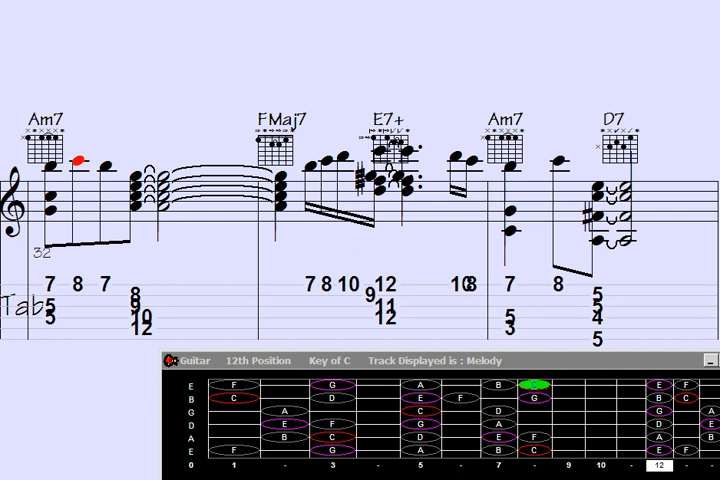 Am7 FMaj7 E7+ Am7 D7
32
7 8 7 7 8 10 12 10 8 7 8
Tab
8 9 5
5 9 11 5
5 10 12 5 4
12 3
5
Guitar 12th Position Key of C Track Displayed is : Melody
E F G A B C E F
B C D E F G B C
G A C D G A
D E F G A D E
A B C D E F A B
E F G A B C E F
0 1 - 3 - 5 - 7 - 9 10 - 12 - -